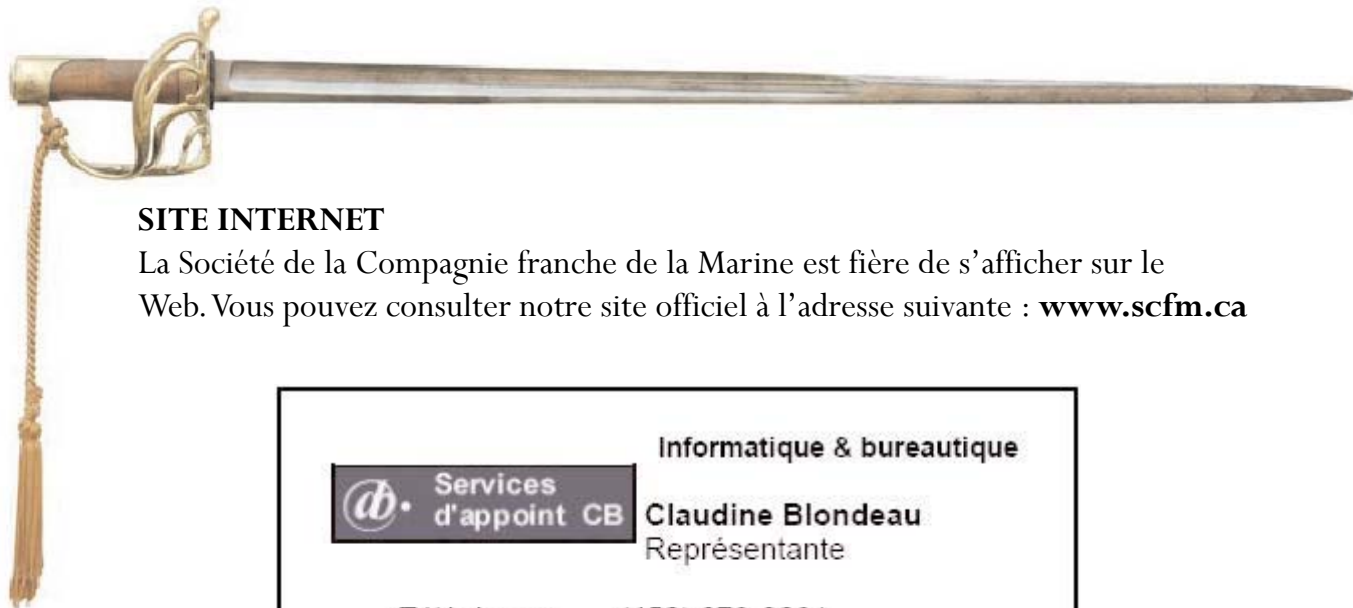 SITE INTERNET
La Société de la Compagnie franche de la Marine est fière de s’afficher sur le
Web. Vous pouvez consulter notre site officiel à l’adresse suivante : www.scfm.ca
Informatique & bureautique
Services
d'appoint CB
Claudine Blondeau
Représentante